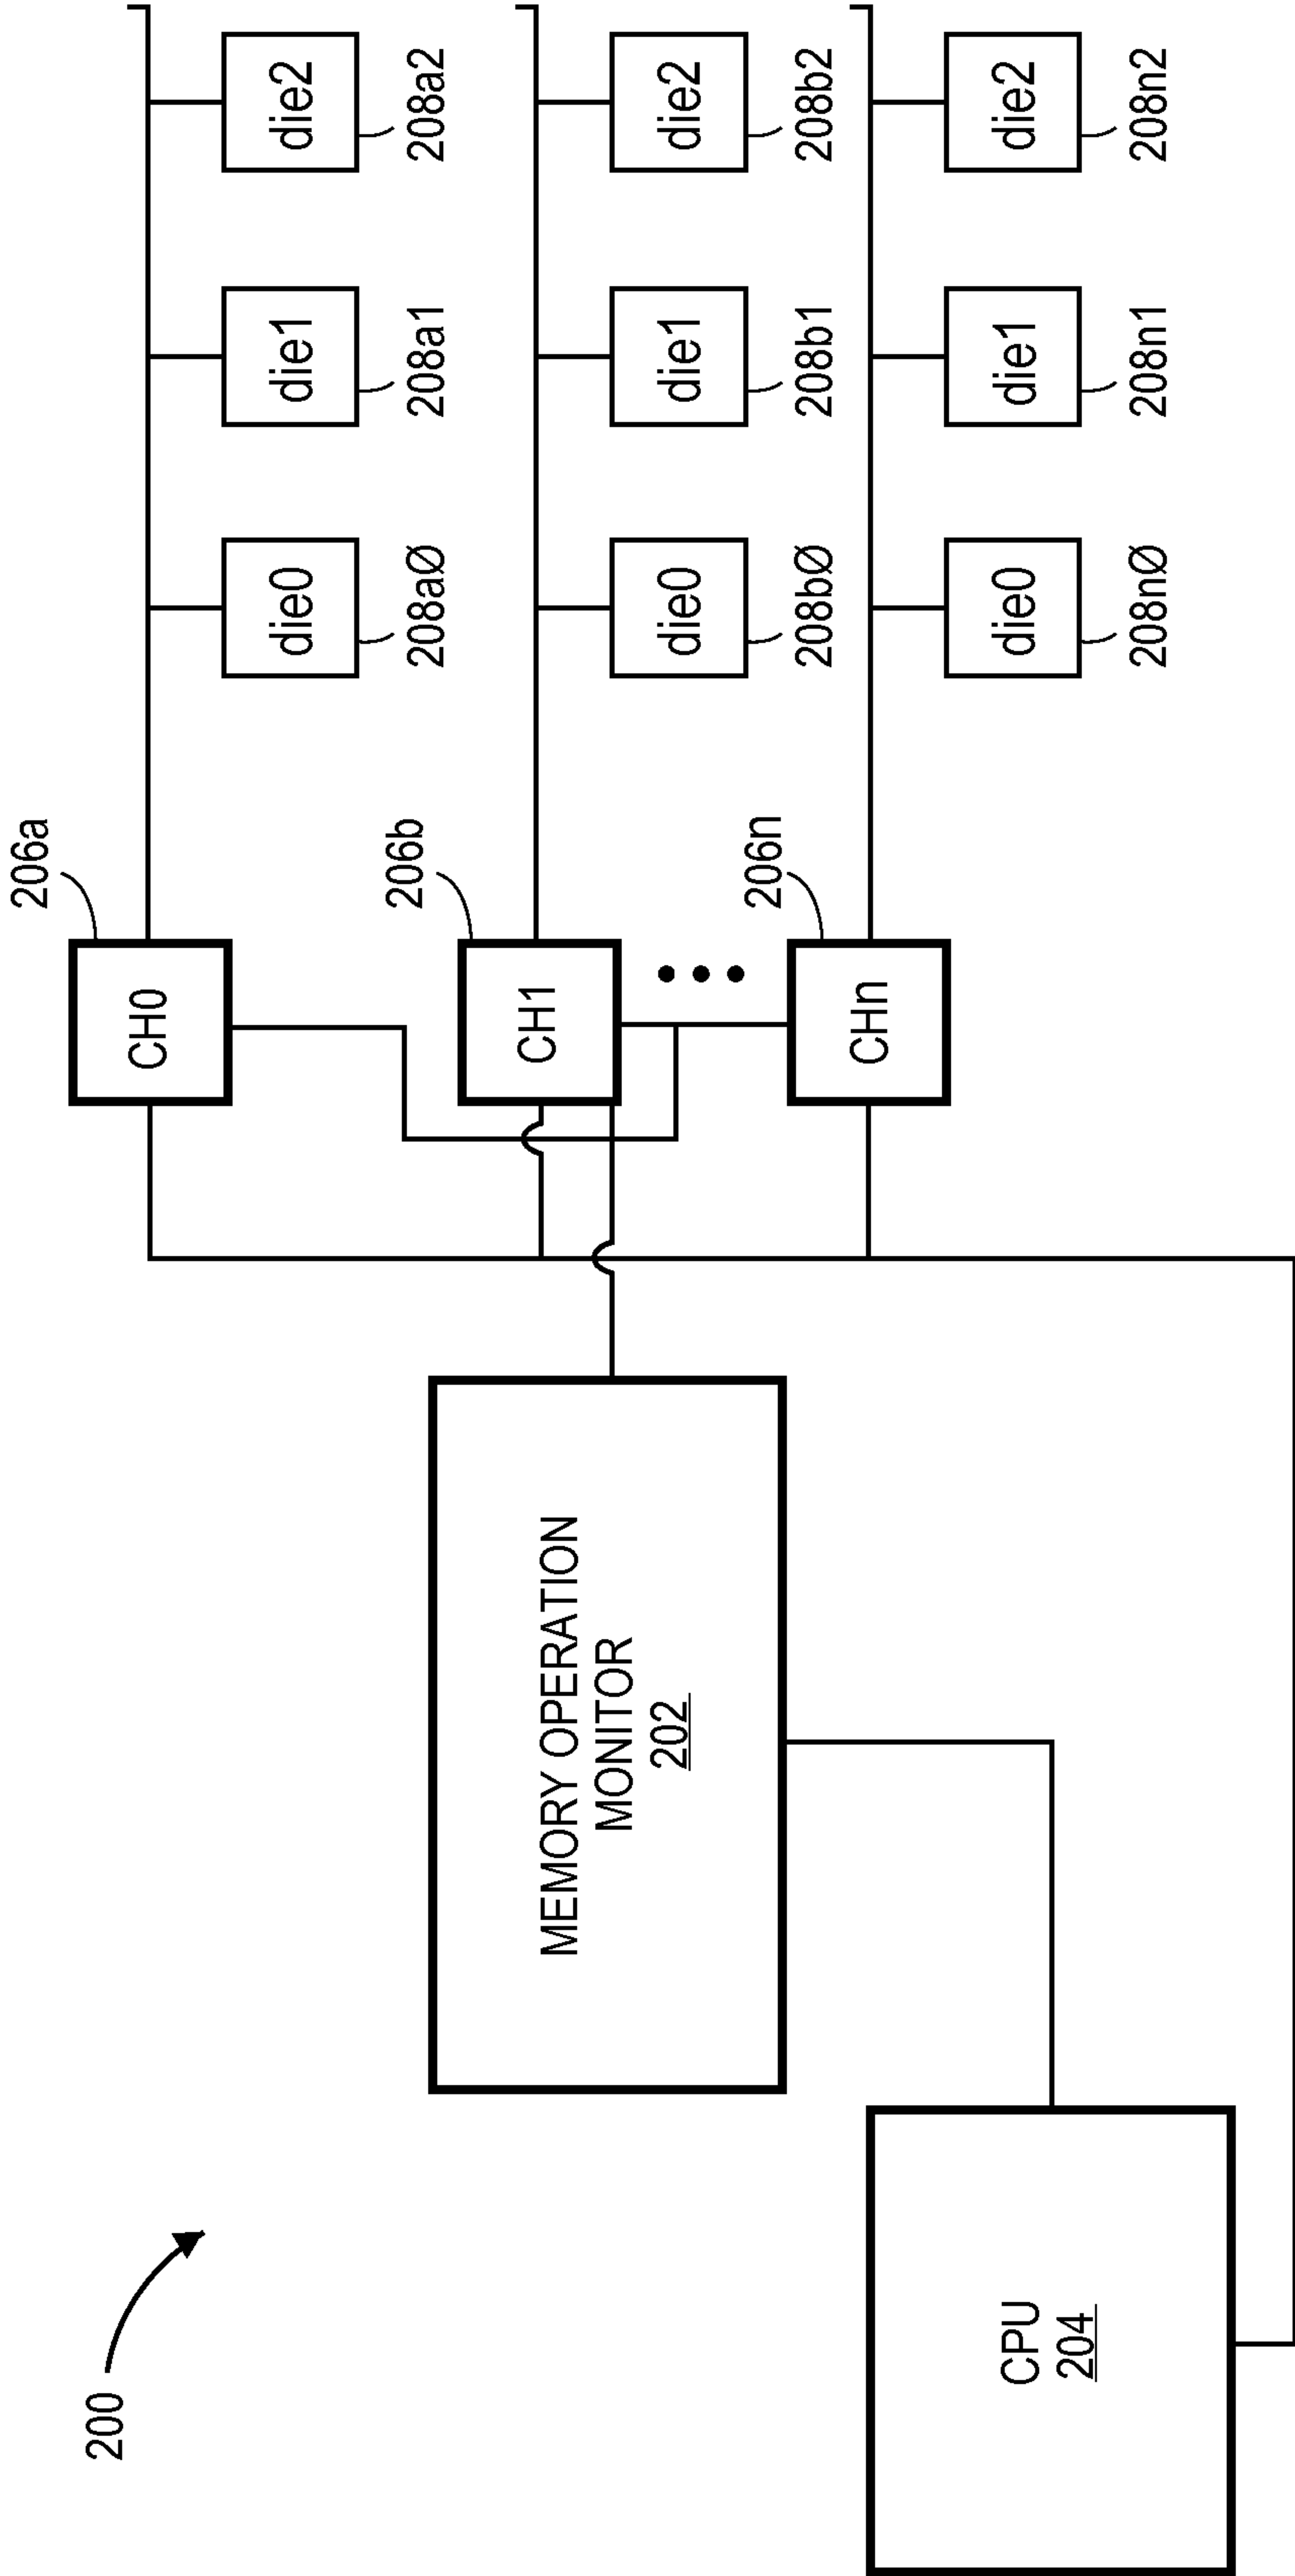 200
206a
CH0
die0
die1
die2
208aØ
208a1
208a2
MEMORY OPERATION
MONITOR
202
206b
CH1
die0
die1
die2
208bØ
208b1
208b2
CPU
204
206n
CHn
die0
die1
die2
208nØ
208n1
208n2